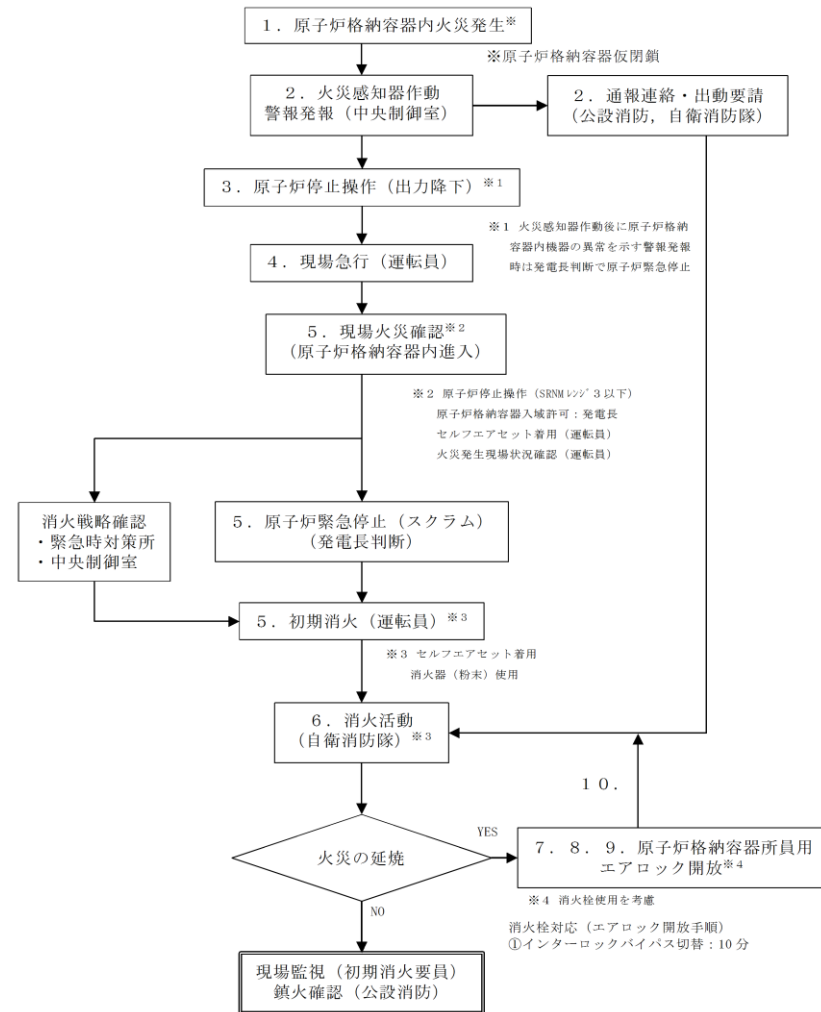 １．原子炉格納容器内火災発生※
※原子炉格納容器仮閉鎖
２．火災感知器作動
警報発報（中央制御室）
２．通報連絡・出動要請
（公設消防，自衛消防隊）
３．原子炉停止操作（出力降下）※1
※1 火災感知器作動後に原子炉格納
容器内機器の異常を示す警報発報
時は発電長判断で原子炉緊急停止
４．現場急行（運転員）
５．現場火災確認※2
（原子炉格納容器内進入）
※2 原子炉停止操作（SRNMﾚﾝｼﾞ3以下）
原子炉格納容器入域許可：発電長
セルフエアセット着用（運転員）
火災発生現場状況確認（運転員）
消火戦略確認
・緊急時対策所
・中央制御室
５．原子炉緊急停止（スクラム）
（発電長判断）
５．初期消火（運転員）※3
※3 セルフエアセット着用
消火器（粉末）使用
６．消火活動
（自衛消防隊）※3
１０．
火災の延焼
YES
７．８．９．原子炉格納容器所員用
エアロック開放※4
※4 消火栓使用を考慮
NO
消火栓対応（エアロック開放手順）
①インターロックバイパス切替：10分
現場監視（初期消火要員）
鎮火確認（公設消防）